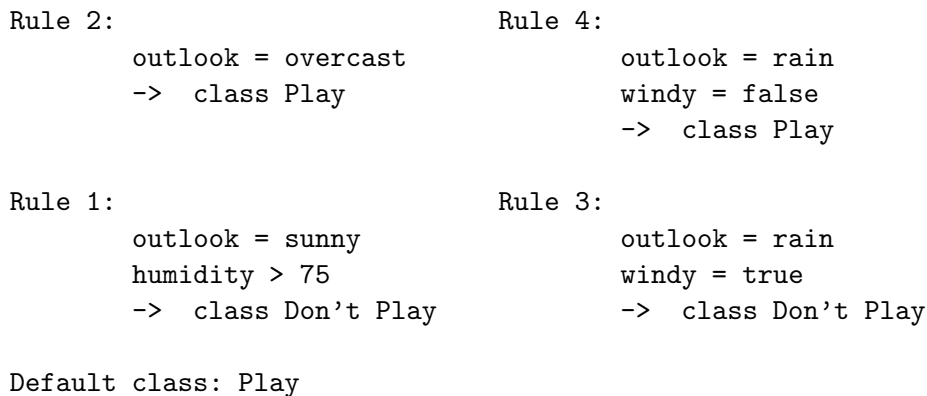 Rule 2:
outlook = overcast
-> class Play
Rule 4:
outlook = rain
windy = false
-> class Play
Rule 1:
outlook = sunny
humidity > 75
-> class Don't Play
Rule 3:
outlook = rain
windy = true
-> class Don't Play
Default class: Play